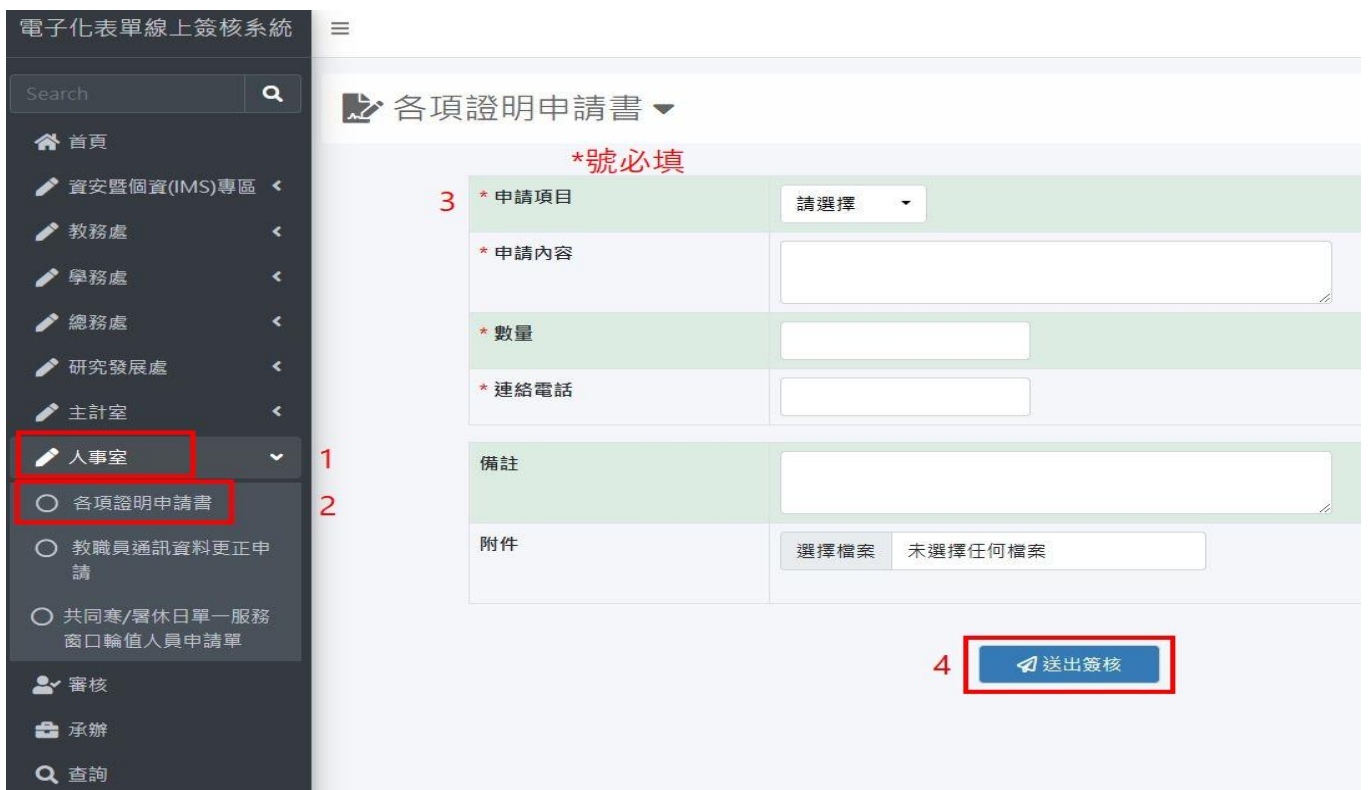 電子化表單線上簽核系統
Search
首頁
資安暨個資(IMS)專區
教務處
學務處
總務處
研究發展處
主計室
人事室
1
各項證明申請書
2
教職員通訊資料更正申
請
共同寒/暑休日單一服務
窗口輪值人員申請單
審核
承辦
查詢
各項證明申請書
*號必填
3
* 申請項目
請選擇
* 申請內容
* 數量
* 連絡電話
備註
附件
選擇檔案 未選擇任何檔案
4
送出簽核